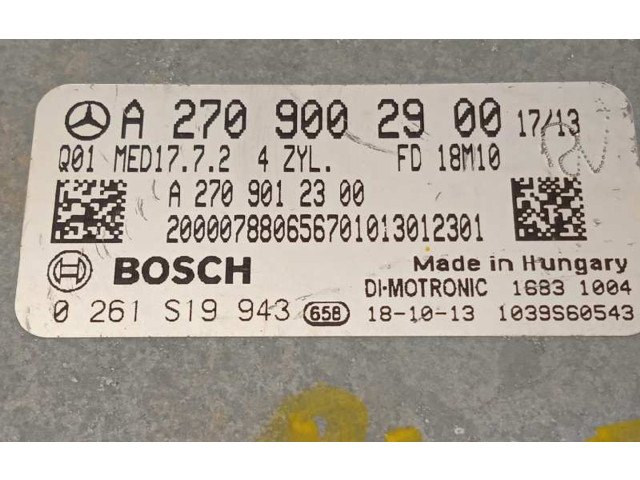 A 270 900 29 00 17/13
Q01 MED17.7.2 4 ZYL. FD 18M10
A 270 901 23 00
200007880656701013012301
BOSCH Made in Hungary
DI-MOTRONIC 1683 1004
0 261 S19 943 658 18-10-13 1039S60543